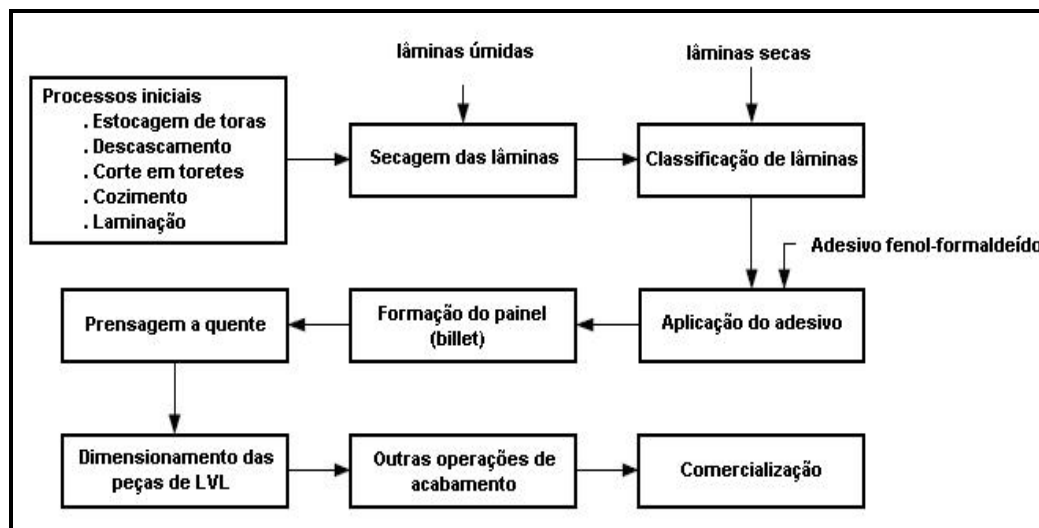 lâminas úmidas
lâminas secas
Processos iniciais
. Estocagem de toras
. Descascamento
. Corte em toretes
. Cozimento
. Laminação
Secagem das lâminas
Classificação de lâminas
Adesivo fenol-formaldeído
Prensagem a quente
Formação do painel
(billet)
Aplicação do adesivo
Dimensionamento das
peças de LVL
Outras operações de
acabamento
Comercialização